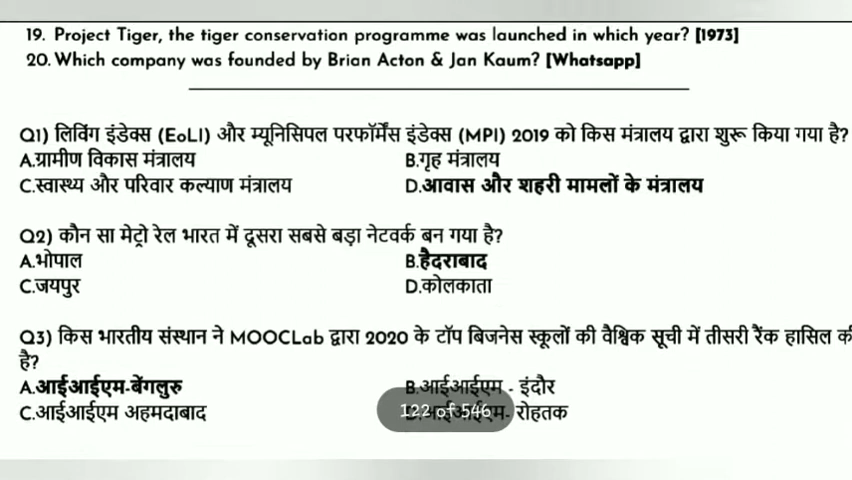 19. Project Tiger, the tiger conservation programme was launched in which year? [1973]
20. Which company was founded by Brian Acton & Jan Kaum? [Whatsapp]
Q1) लिविंग इंडेक्स (EoLI) और म्यूनिसिपल परफॉर्मेंस इंडेक्स (MPI) 2019 को किस मंत्रालय द्वारा शुरू किया गया है?
A.ग्रामीण विकास मंत्रालय B.गृह मंत्रालय
C.स्वास्थ्य और परिवार कल्याण मंत्रालय D.आवास और शहरी मामलों के मंत्रालय
Q2) कौन सा मेट्रो रेल भारत में दूसरा सबसे बड़ा नेटवर्क बन गया है?
A.भोपाल B.हैदराबाद
C.जयपुर D.कोलकाता
Q3) किस भारतीय संस्थान ने MOOCLab द्वारा 2020 के टॉप बिजनेस स्कूलों की वैश्विक सूची में तीसरी रैंक हासिल की
है?
A.आईआईएम-बेंगलुरु B.आईआईएम - इंदौर
C.आईआईएम अहमदाबाद रोहतक
122 of 546